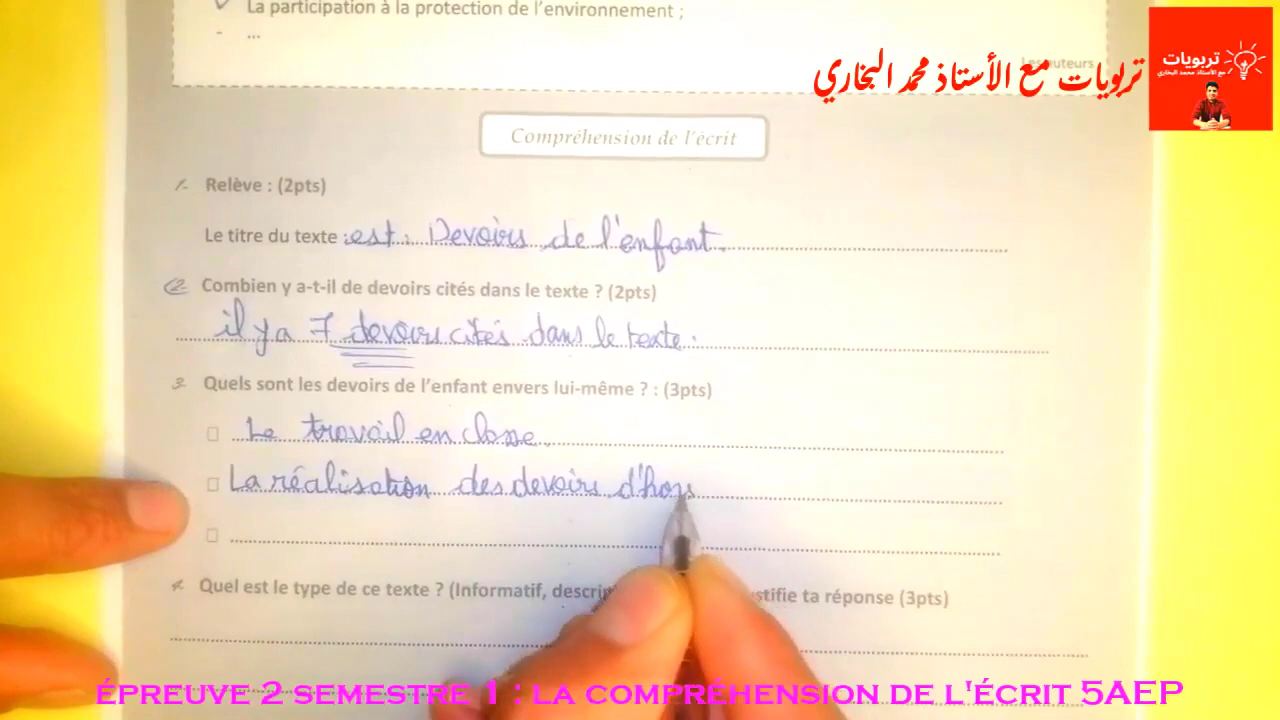 La participation à la protection de l'environnement ;
- ...
تربويات مع الأستاذ محمد البخاري
تربويات
مع الأستاذ محمد البخاري
Compréhension de l'écrit
1- Relève : (2pts)
Le titre du texte : est : Devoirs de l'enfant.
2- Combien y a-t-il de devoirs cités dans le texte ? (2pts)
il y a 7 devoirs cités dans le texte.
3- Quels sont les devoirs de l'enfant envers lui-même ? : (3pts)
Le travail en classe.
La réalisation des devoirs d'hor
4- Quel est le type de ce texte ? (Informatif, descrip stifie ta réponse (3pts)
épreuve 2 semestre 1 : la compréhension de l'écrit 5AEP